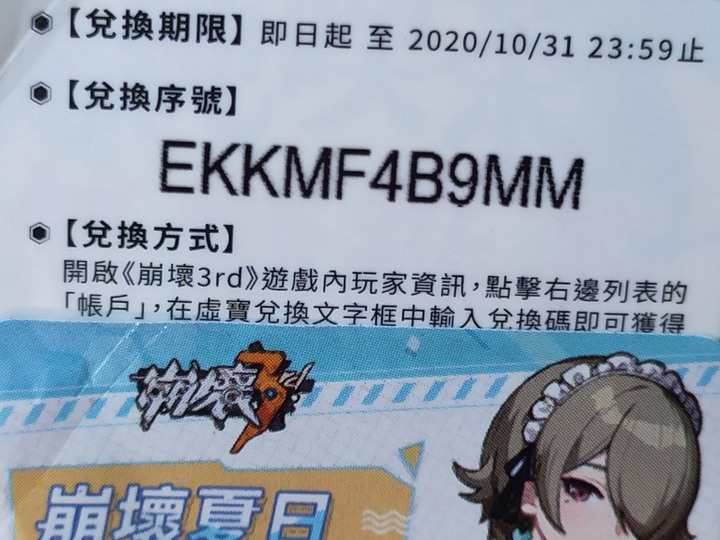 【兌換期限】即日起 至 2020/10/31 23:59止
【兌換序號】
EKKMF4B9MM
【兌換方式】
開啟《崩壞3rd》遊戲內玩家資訊,點擊右邊列表的
「帳戶」,在虛寶兌換文字框中輸入兌換碼即可獲得
崩壞3rd
崩壞夏日